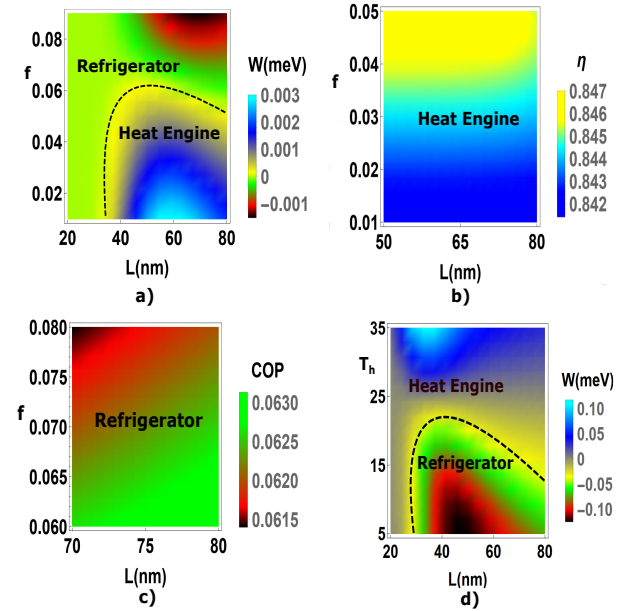 0.08
f
0.06
0.04
0.02
Refrigerator
Heat Engine
20 40 60 80
L(nm)
a)
W(meV)
0.003
0.002
0.001
0
−0.001
0.05
f
0.04
0.03
0.02
0.01
Heat Engine
50 65 80
L(nm)
b)
η
0.847
0.846
0.845
0.844
0.843
0.842
0.080
0.075
f
0.070
0.065
0.060
Refrigerator
70 75 80
L(nm)
c)
COP
0.0630
0.0625
0.0620
0.0615
35
Th
25
15
5
Heat Engine
Refrigerator
20 40 60 80
L(nm)
d)
W(meV)
0.10
0.05
0
−0.05
−0.10